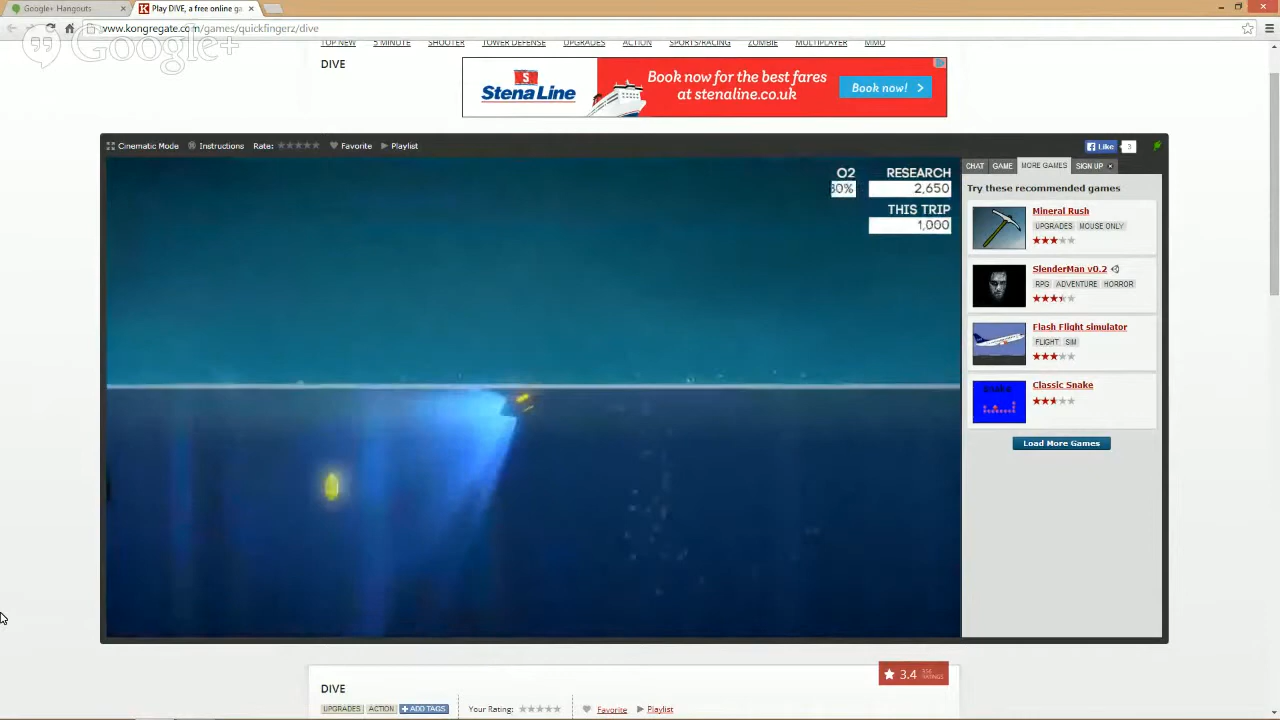 Google+ Hangouts
Play DIVE, a free online ga
www.kongregate.com/games/quickfingerz/dive
Google+
TOP NEW 5 MINUTE SHOOTER TOWER DEFENSE UPGRADES ACTION SPORTS/RACING ZOMBIE MULTIPLAYER MMO
DIVE
S
Stena Line
Book now for the best fares
at stenaline.co.uk
Book now!
Cinematic Mode Instructions Rate: Favorite Playlist
Like 3
CHAT GAME MORE GAMES SIGN UP
O2 RESEARCH
80% 2,650
THIS TRIP
1,000
Try these recommended games
Mineral Rush
UPGRADES MOUSE ONLY
SlenderMan v0.2
RPG ADVENTURE HORROR
Flash Flight simulator
FLIGHT SIM
Classic Snake
Load More Games
DIVE
3.4
RATINGS
UPGRADES ACTION + ADD TAGS
Your Rating: Favorite Playlist